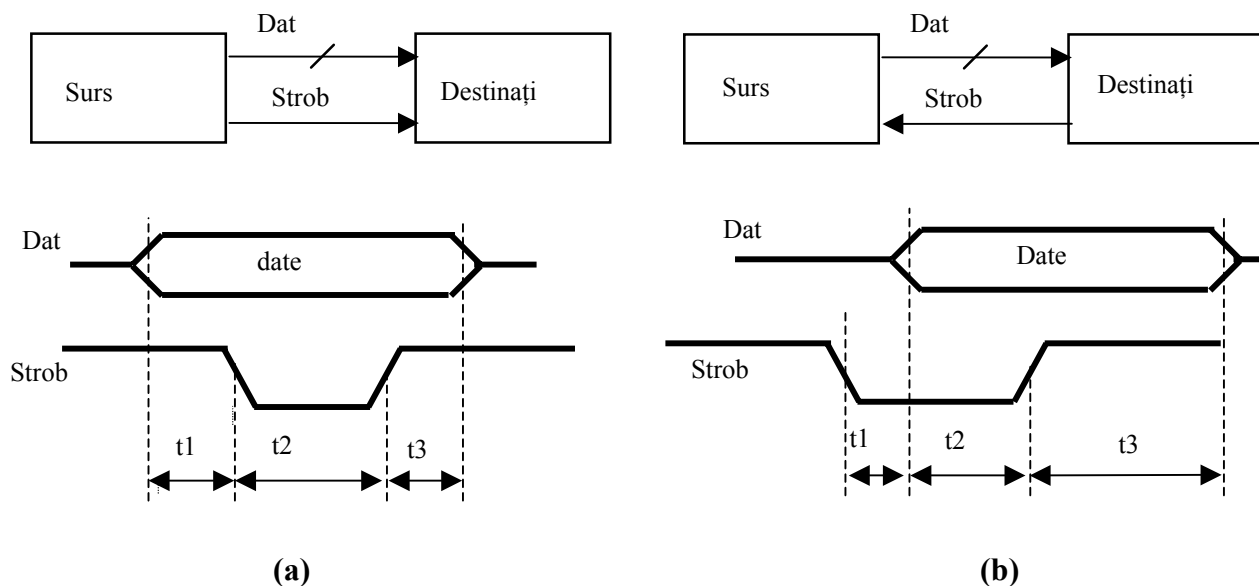 Dat
Surs
Strob
Destinați
Dat
date
Strob
t1
t2
t3
(a)
Dat
Surs
Strob
Destinați
Dat
Date
Strob
t1
t2
t3
(b)